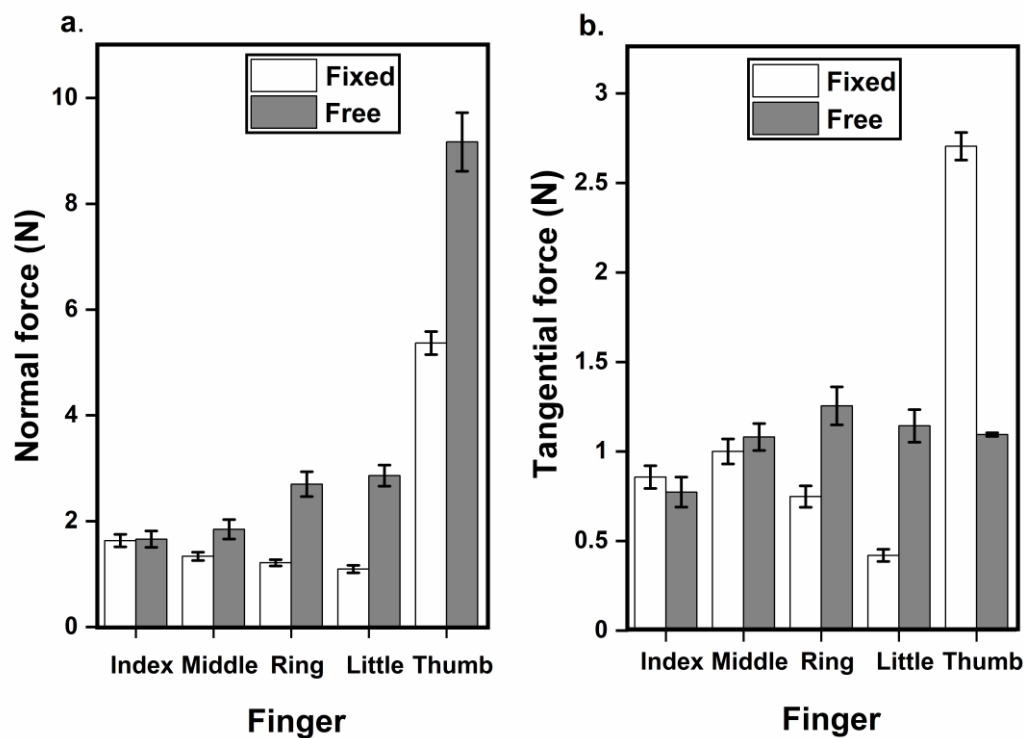 a.
Fixed
Free
10
8
6
4
2
0
Normal force (N)
Index Middle Ring Little Thumb
Finger
b.
Fixed
Free
3
2.5
2
1.5
1
0.5
0
Tangential force (N)
Index Middle Ring Little Thumb
Finger